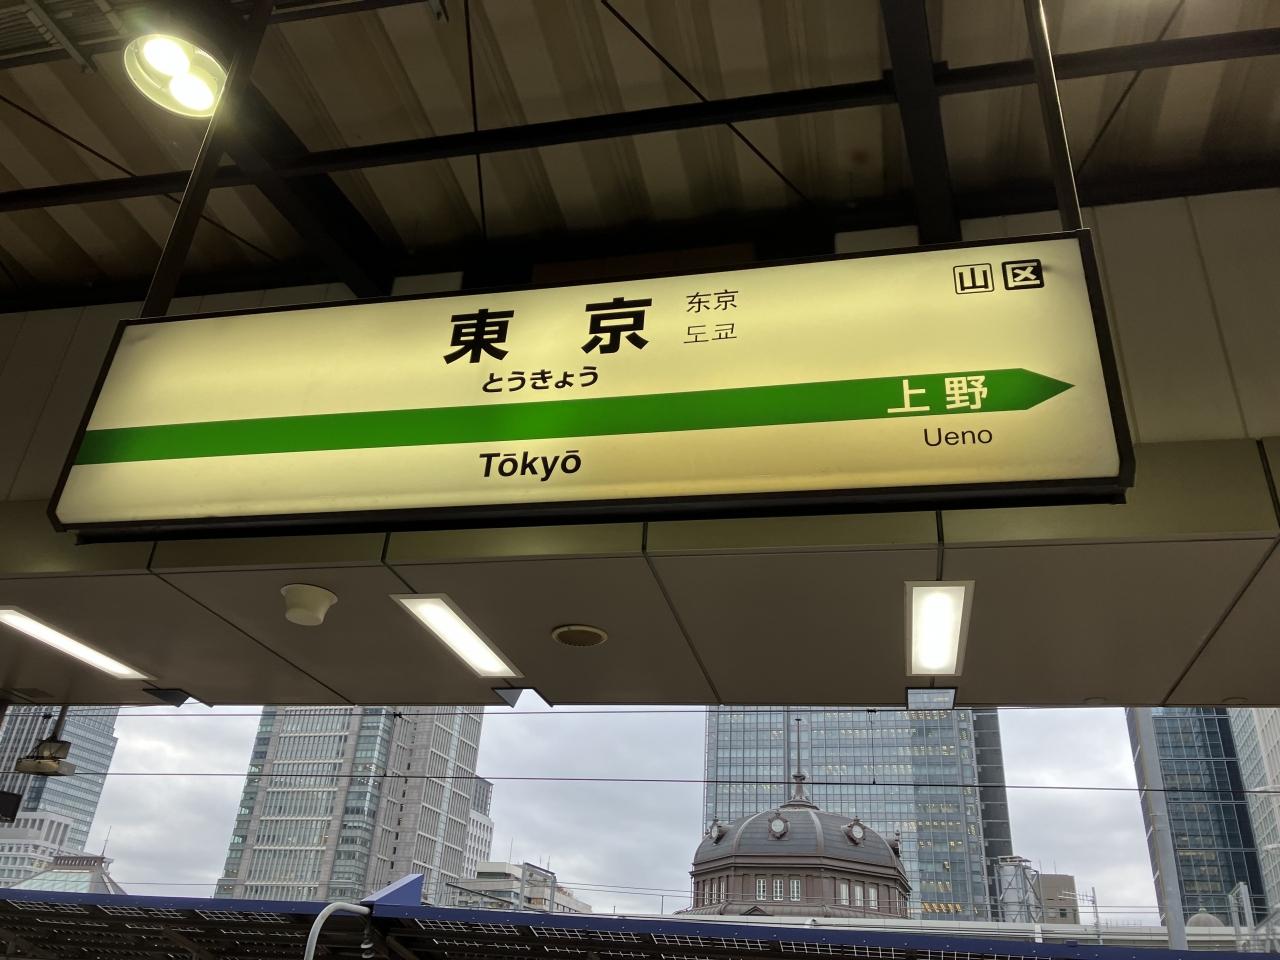 山 区
東京
东京
도쿄
とうきょう
上野
Ueno
Tōkyō